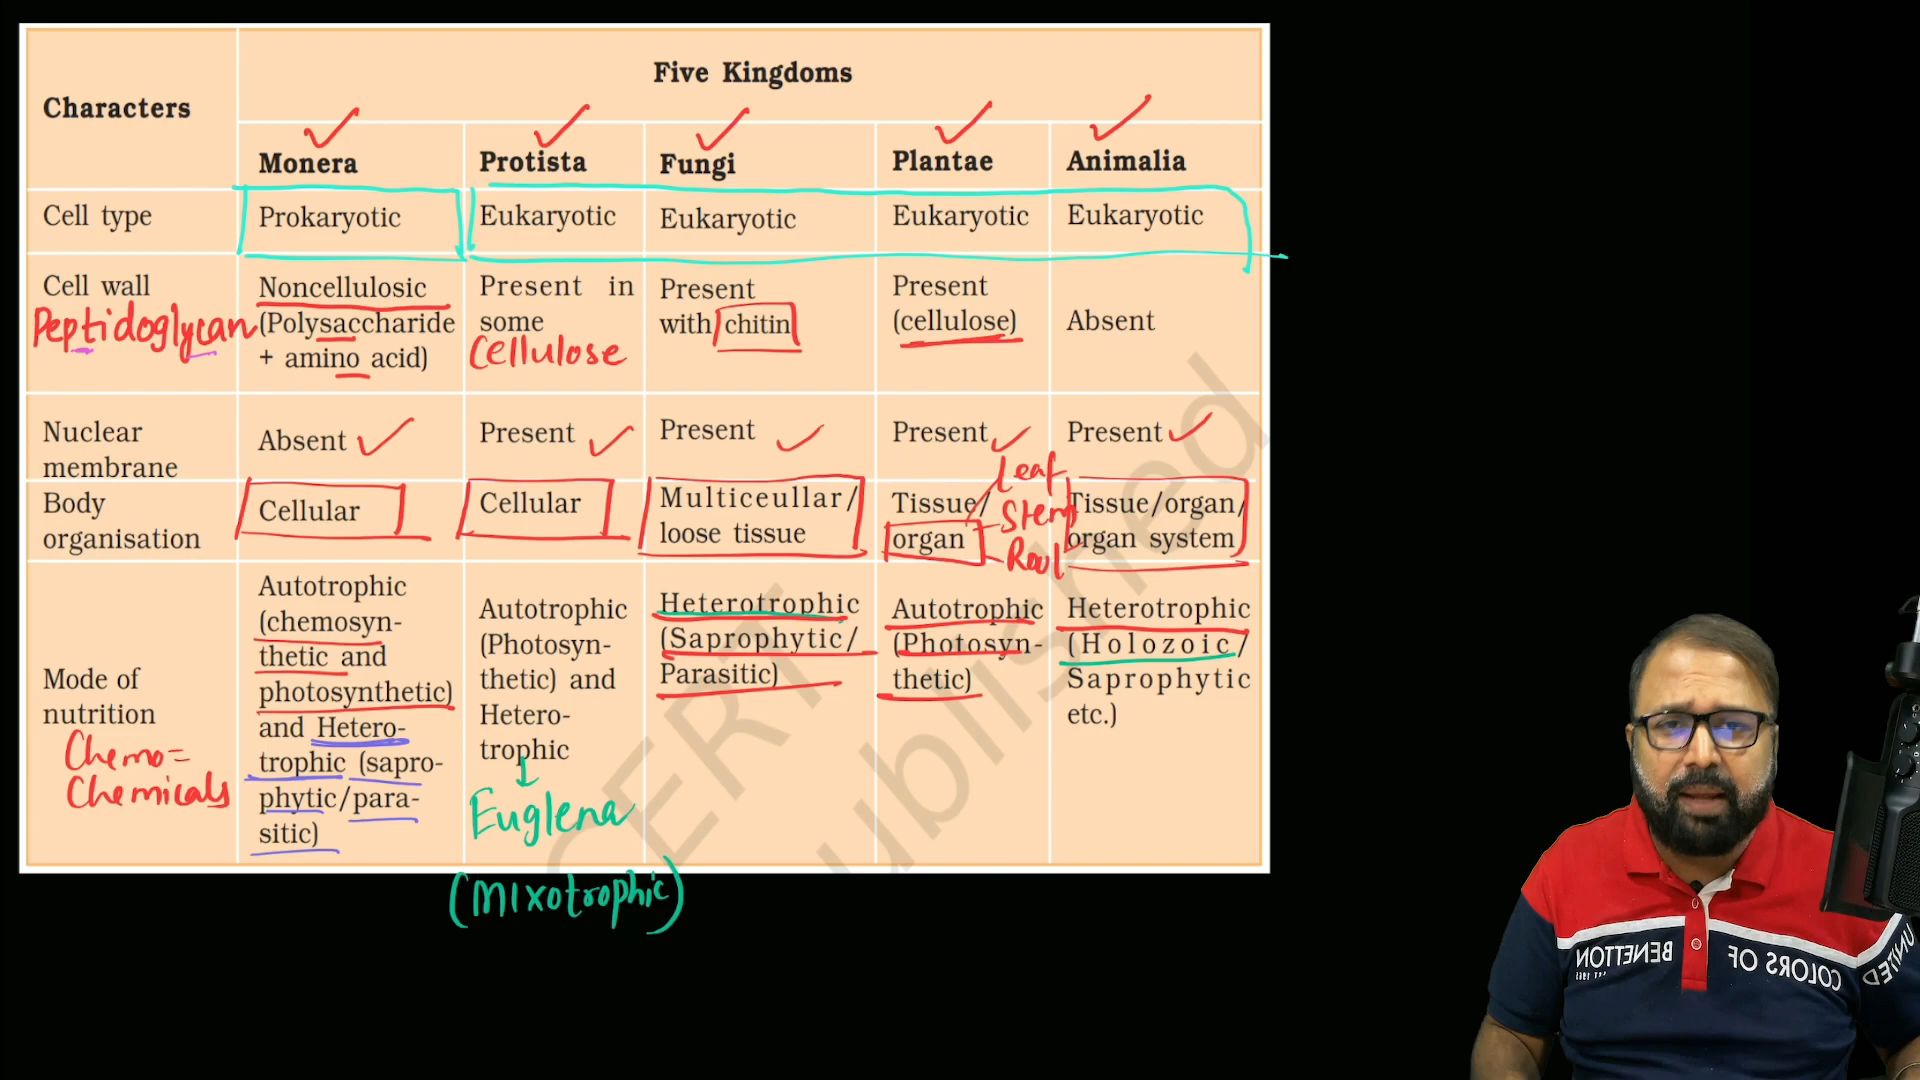 Five Kingdoms
Characters
Monera
Protista
Fungi
Plantae
Animalia
Cell type
Prokaryotic
Eukaryotic
Eukaryotic
Eukaryotic
Eukaryotic
Cell wall
Peptidoglycan
Noncellulosic
(Polysaccharide
+ amino acid)
Present in
some
Cellulose
Present
with chitin
Present
(cellulose)
Absent
Nuclear
membrane
Absent
Present
Present
Present
Present
Body
organisation
Cellular
Cellular
Multiceullar/
loose tissue
Tissue/
organ
Leaf
Stem
Tissue/organ/
organ system
Mode of
nutrition
Chemo =
Chemicals
Autotrophic
(chemosyn-
thetic and
photosynthetic)
and Hetero-
trophic (sapro-
phytic/para-
sitic)
Autotrophic
(Photosyn-
thetic) and
Hetero-
trophic
Euglena
(Mixotrophic)
Heterotrophic
(Saprophytic/
Parasitic)
Autotrophic
(Photosyn-
thetic)
Heterotrophic
(Holozoic/
Saprophytic
etc.)
UNITED
COLORS OF
BENETTON